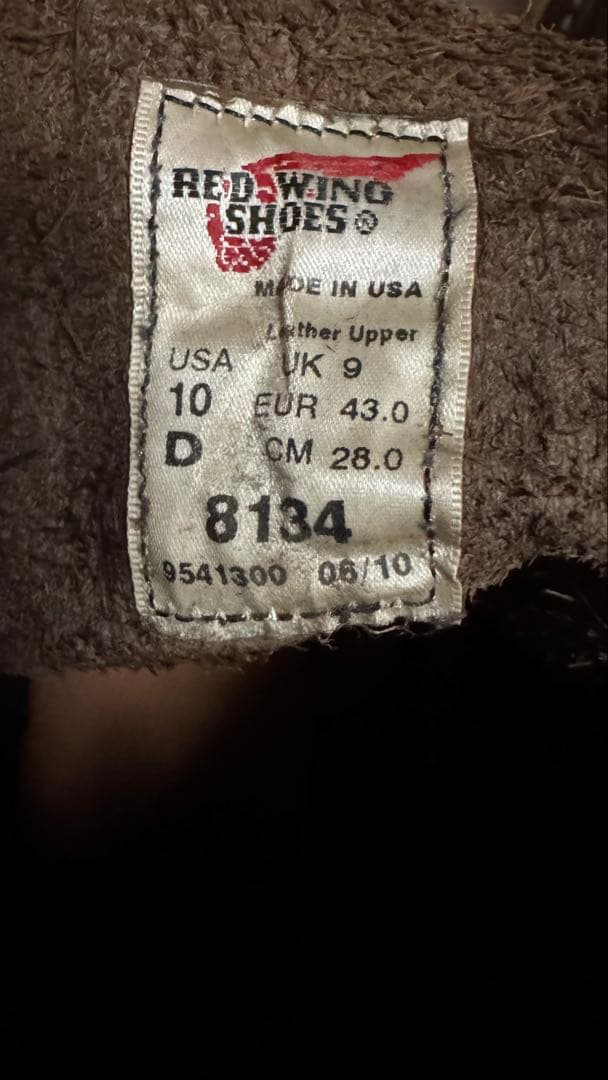 RED WING
SHOES®
MADE IN USA
Leather Upper
USA UK 9
10 EUR 43.0
D CM 28.0
8134
9541300 06/10